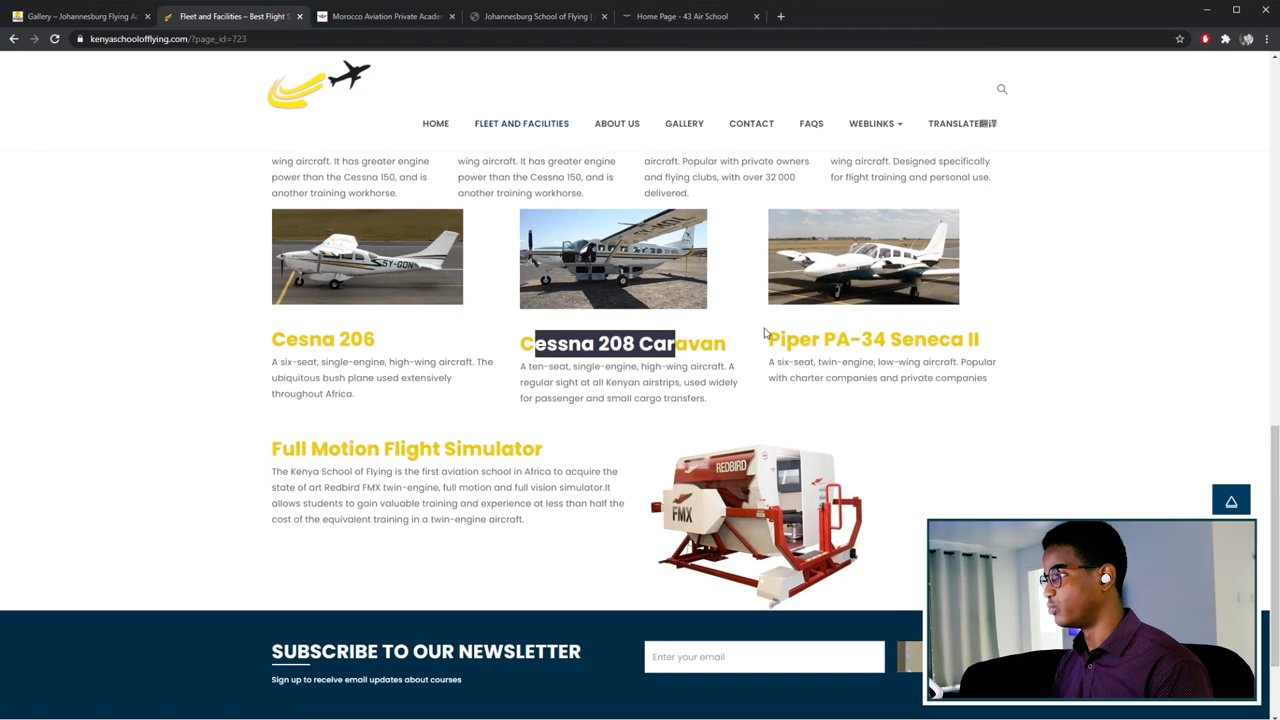 Gallery – Johannesburg Flying Ac
Fleet and Facilities – Best Flight S
Morocco Aviation Private Acade
Johannesburg School of Flying |
Home Page - 43 Air School
kenyaschoolofflying.com/?page_id=723
HOME
FLEET AND FACILITIES
ABOUT US
GALLERY
CONTACT
FAQS
WEBLINKS
TRANSLATE翻译
wing aircraft. It has greater engine
power than the Cessna 150, and is
another training workhorse.
wing aircraft. It has greater engine
power than the Cessna 150, and is
another training workhorse.
aircraft. Popular with private owners
and flying clubs, with over 32 000
delivered.
wing aircraft. Designed specifically
for flight training and personal use.
5Y-GDN
Cesna 206
A six-seat, single-engine, high-wing aircraft. The
ubiquitous bush plane used extensively
throughout Africa.
Cessna 208 Caravan
A ten-seat, single-engine, high-wing aircraft. A
regular sight at all Kenyan airstrips, used widely
for passenger and small cargo transfers.
Piper PA-34 Seneca II
A six-seat, twin-engine, low-wing aircraft. Popular
with charter companies and private companies
Full Motion Flight Simulator
The Kenya School of Flying is the first aviation school in Africa to acquire the
state of art Redbird FMX twin-engine, full motion and full vision simulator.It
allows students to gain valuable training and experience at less than half the
cost of the equivalent training in a twin-engine aircraft.
REDBIRD
FMX
SUBSCRIBE TO OUR NEWSLETTER
Sign up to receive email updates about courses
Enter your email